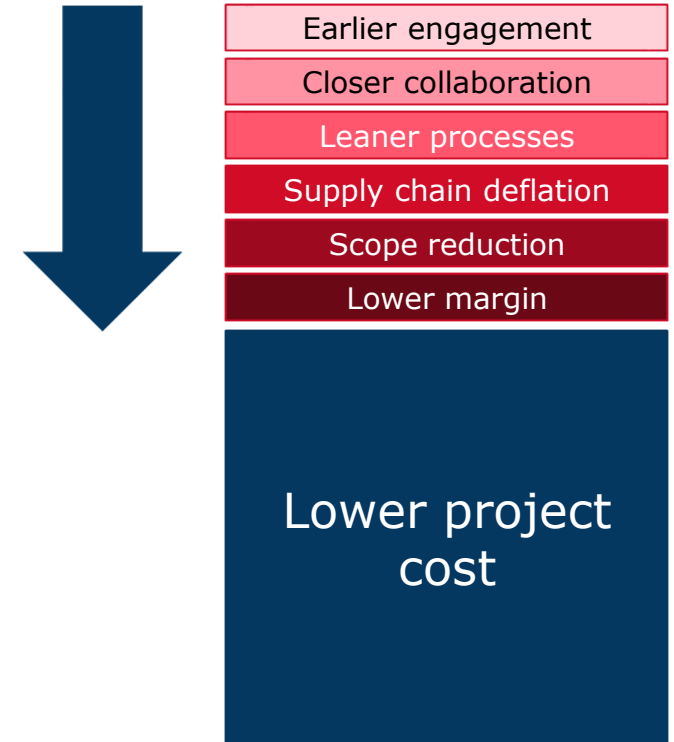 Earlier engagement
Closer collaboration
Leaner processes
Supply chain deflation
Scope reduction
Lower margin
Lower project
cost